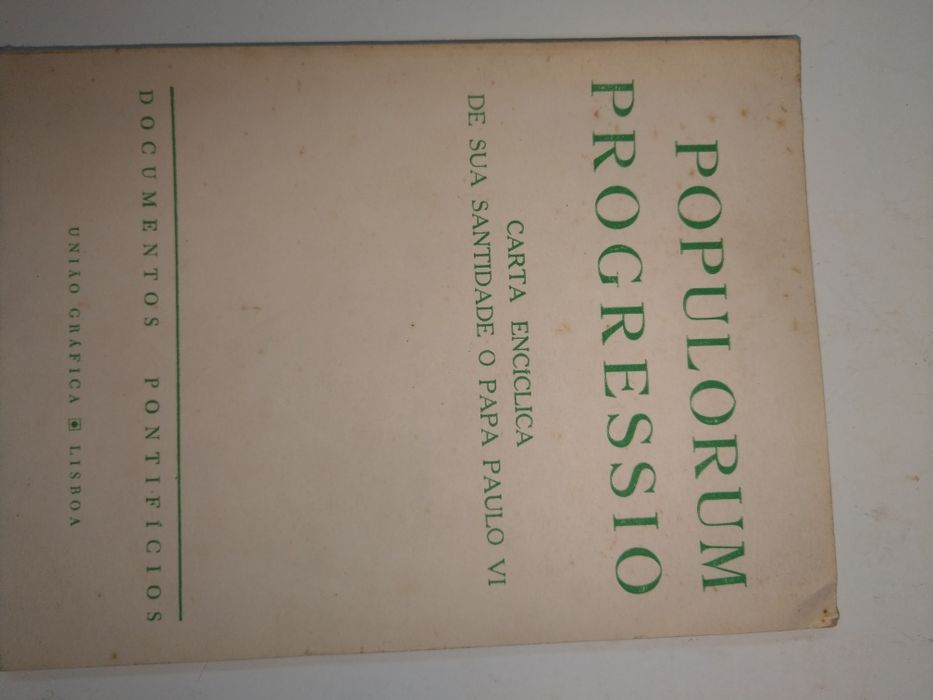 POPULORUM
PROGRESSIO
CARTA ENCÍCLICA
DE SUA SANTIDADE O PAPA PAULO VI
DOCUMENTOS PONTIFÍCIOS
UNIÃO GRÁFICA LISBOA